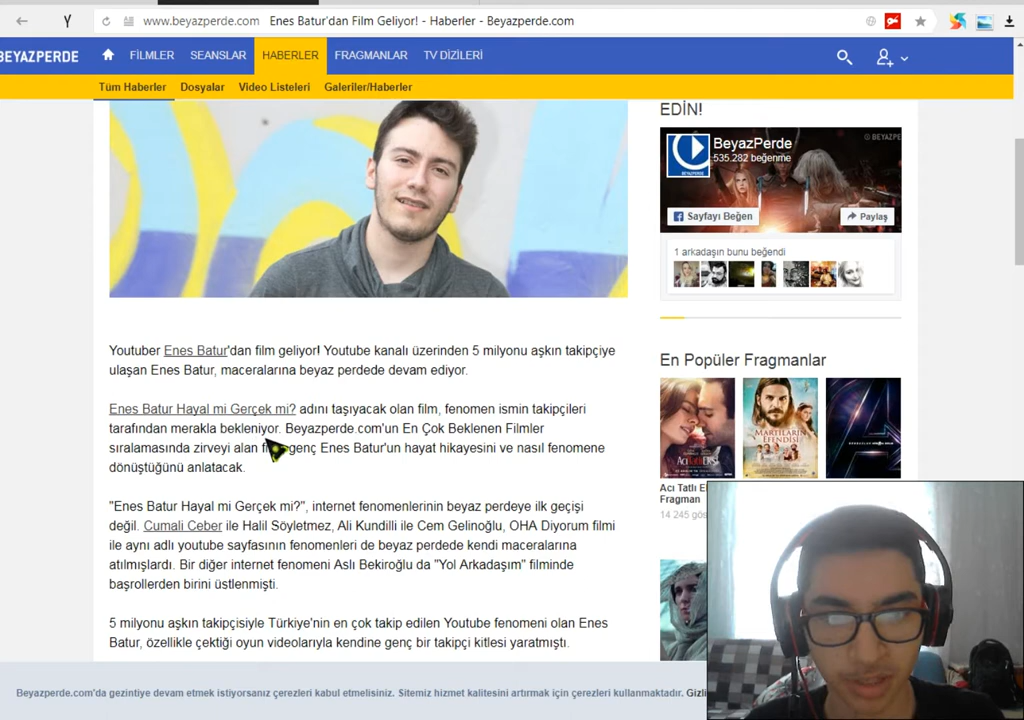 www.beyazperde.com Enes Batur'dan Film Geliyor! - Haberler - Beyazperde.com
BEYAZPERDE FİLMLER SEANSLAR HABERLER FRAGMANLAR TV DİZİLERİ
Tüm Haberler Dosyalar Video Listeleri Galeriler/Haberler
Youtuber Enes Batur'dan film geliyor! Youtube kanalı üzerinden 5 milyonu aşkın takipçiye
ulaşan Enes Batur, maceralarına beyaz perdede devam ediyor.
Enes Batur Hayal mi Gerçek mi? adını taşıyacak olan film, fenomen ismin takipçileri
tarafından merakla bekleniyor. Beyazperde.com'un En Çok Beklenen Filmler
sıralamasında zirveyi alan genç Enes Batur'un hayat hikayesini ve nasıl fenomene
dönüştüğünü anlatacak.
"Enes Batur Hayal mi Gerçek mi?", internet fenomenlerinin beyaz perdeye ilk geçişi
değil. Cumali Ceber ile Halil Söyletmez, Ali Kundilli ile Cem Gelinoğlu, OHA Diyorum filmi
ile aynı adlı youtube sayfasının fenomenleri de beyaz perdede kendi maceralarına
atılmışlardı. Bir diğer internet fenomeni Aslı Bekiroğlu da "Yol Arkadaşım" filminde
başrollerden birini üstlenmişti.
5 milyonu aşkın takipçisiyle Türkiye'nin en çok takip edilen Youtube fenomeni olan Enes
Batur, özellikle çektiği oyun videolarıyla kendine genç bir takipçi kitlesi yaratmıştı.
EDİN!
BEYAZPE
BeyazPerde
535.282 beğenme
BEYAZPERDE
Sayfayı Beğen Paylaş
1 arkadaşın bunu beğendi
En Popüler Fragmanlar
ACI TATLI EKŞİ
MARTILARIN
EFENDİSİ
Acı Tatlı E
Fragman
14 245 gös
Beyazperde.com'da gezintiye devam etmek istiyorsanız çerezleri kabul etmelisiniz. Sitemiz hizmet kalitesini artırmak için çerezleri kullanmaktadır. Gizli